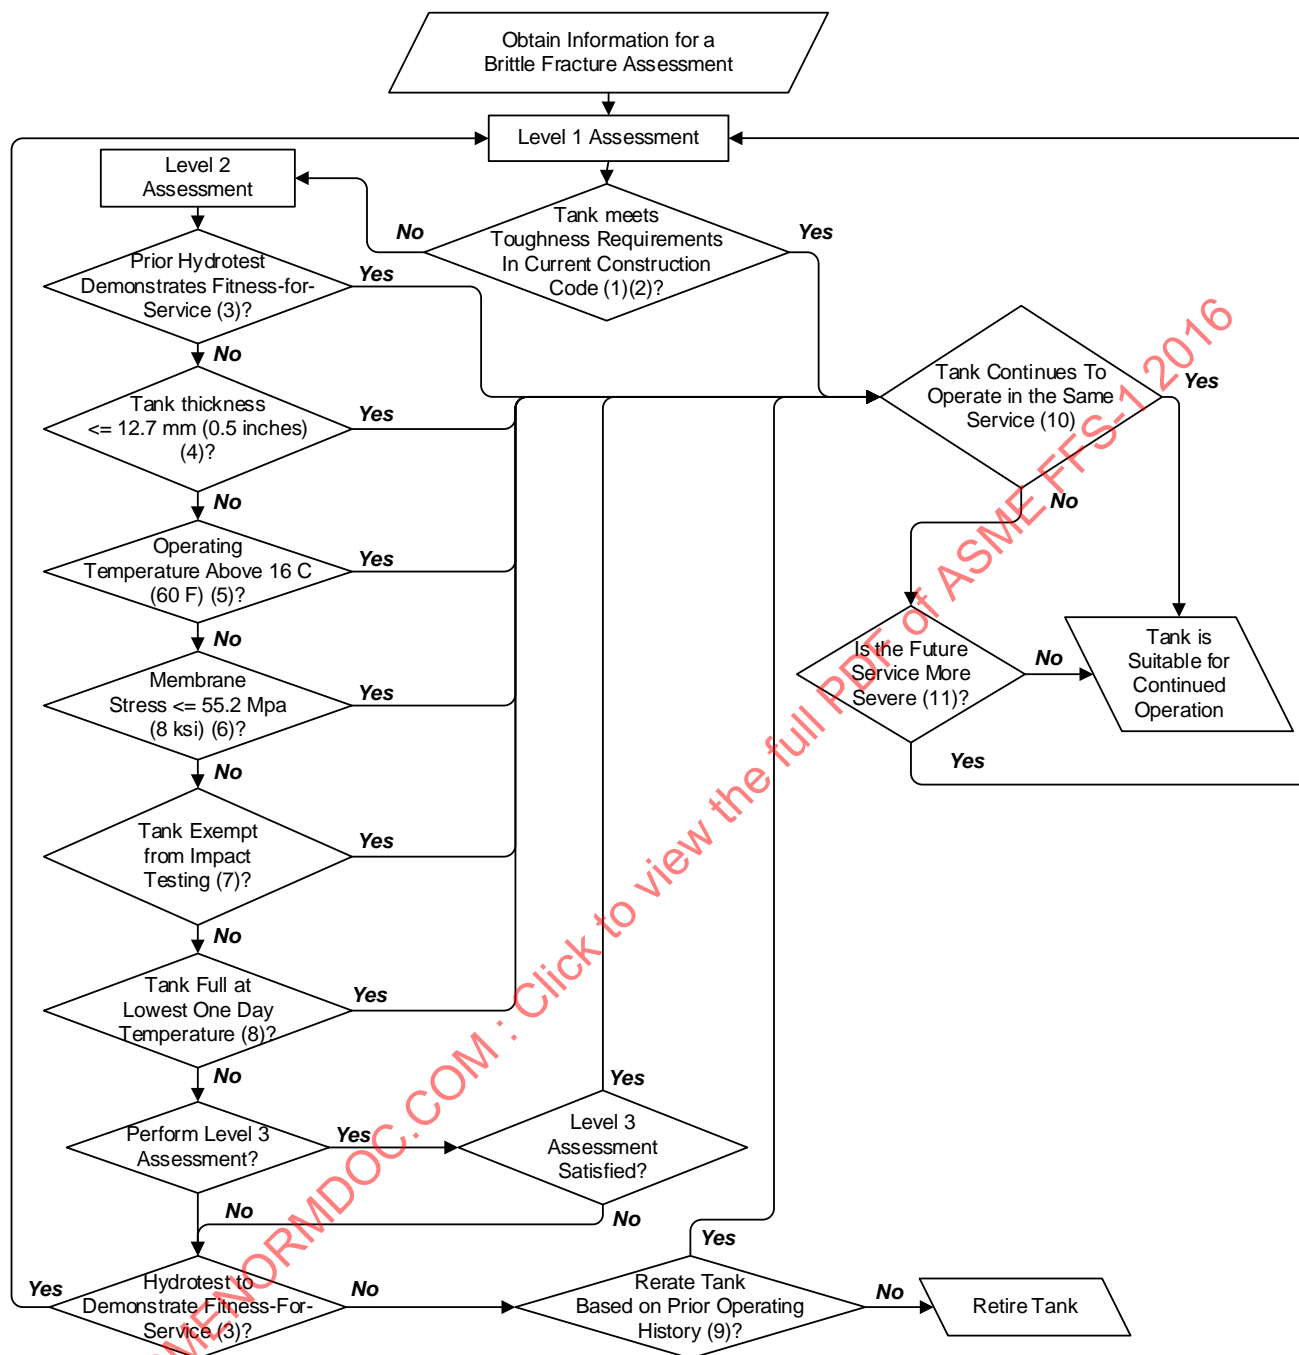 Obtain Information for a
Brittle Fracture Assessment
Level 1 Assessment
Level 2
Assessment
Tank meets
Toughness Requirements
In Current Construction
Code (1)(2)?
No
Yes
Prior Hydrotest
Demonstrates Fitness-for-
Service (3)?
Yes
No
Tank thickness
<= 12.7 mm (0.5 inches)
(4)?
Yes
No
Operating
Temperature Above 16 C
(60 F) (5)?
Yes
No
Membrane
Stress <= 55.2 Mpa
(8 ksi) (6)?
Yes
No
Tank Exempt
from Impact
Testing (7)?
Yes
No
Tank Full at
Lowest One Day
Temperature (8)?
Yes
No
Perform Level 3
Assessment?
Yes
No
Level 3
Assessment
Satisfied?
Yes
No
Hydrotest to
Demonstrate Fitness-For-
Service (3)?
Yes
No
Rerate Tank
Based on Prior Operating
History (9)?
Yes
No
Retire Tank
Tank Continues To
Operate in the Same
Service (10)
Yes
No
Is the Future
Service More
Severe (11)?
No
Yes
Tank is
Suitable for
Continued
Operation
MENORMDOC.COM : Click to view the full PDF of ASME FFS-1 2016